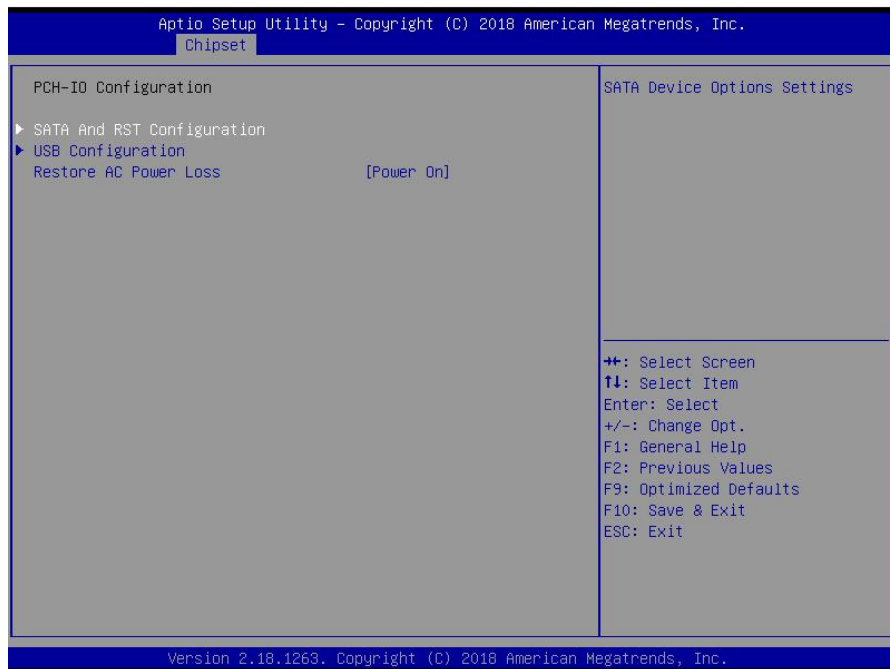 Aptio Setup Utility – Copyright (C) 2018 American Megatrends, Inc.
Chipset
PCH-IO Configuration
SATA And RST Configuration
USB Configuration
Restore AC Power Loss [Power On]
SATA Device Options Settings
→←: Select Screen
↑↓: Select Item
Enter: Select
+/-: Change Opt.
F1: General Help
F2: Previous Values
F9: Optimized Defaults
F10: Save & Exit
ESC: Exit
Version 2.18.1263. Copyright (C) 2018 American Megatrends, Inc.